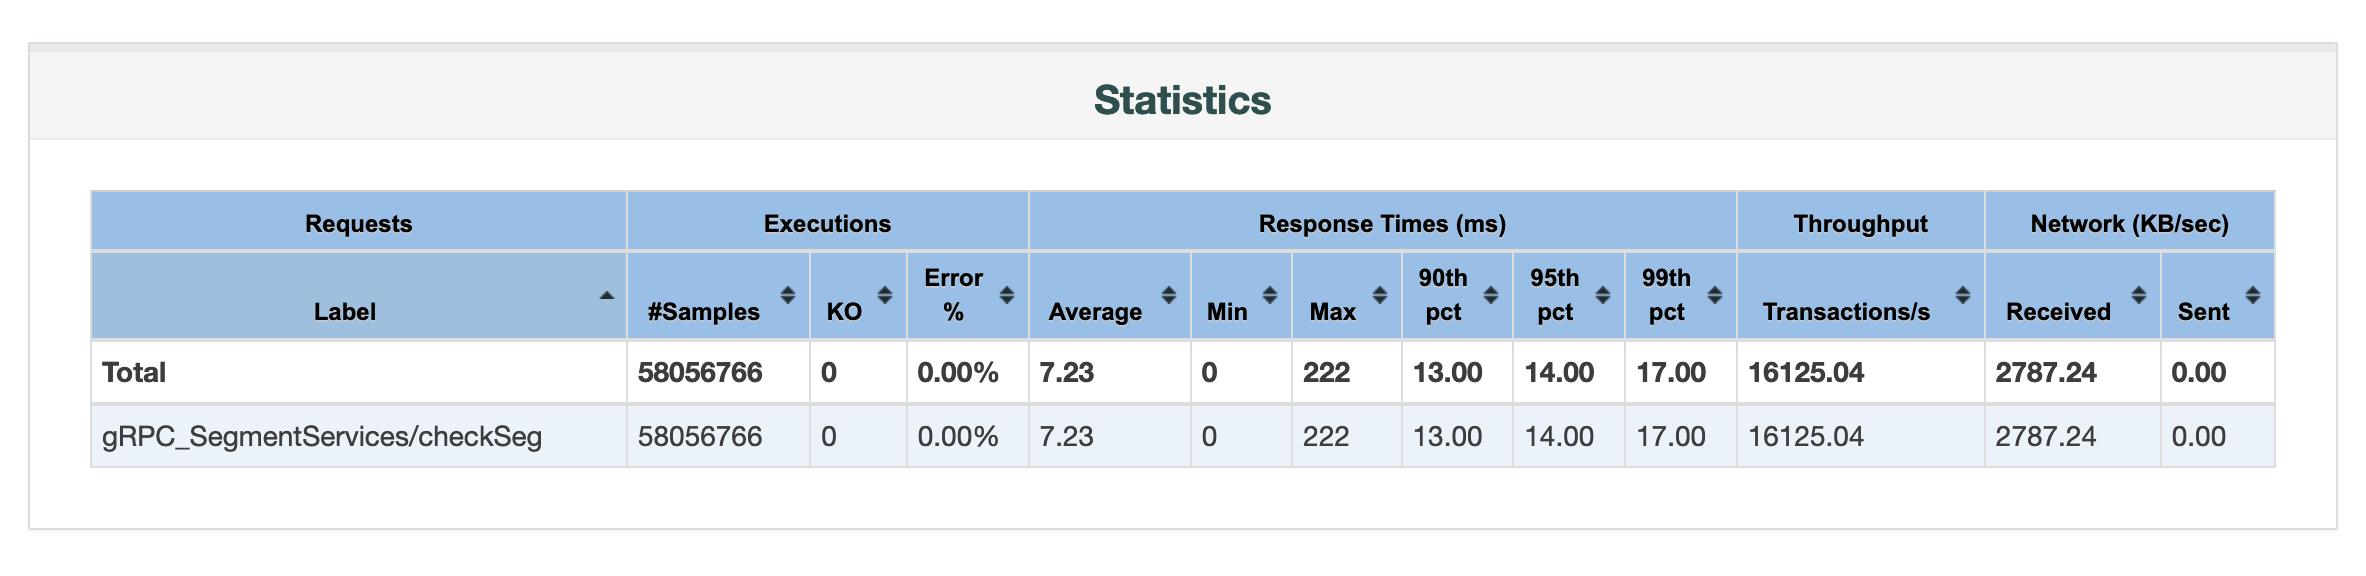 Statistics
Requests Executions Response Times (ms) Throughput Network (KB/sec)
Label #Samples KO Error % Average Min Max 90th pct 95th pct 99th pct Transactions/s Received Sent
Total 58056766 0 0.00% 7.23 0 222 13.00 14.00 17.00 16125.04 2787.24 0.00
gRPC_SegmentServices/checkSeg 58056766 0 0.00% 7.23 0 222 13.00 14.00 17.00 16125.04 2787.24 0.00